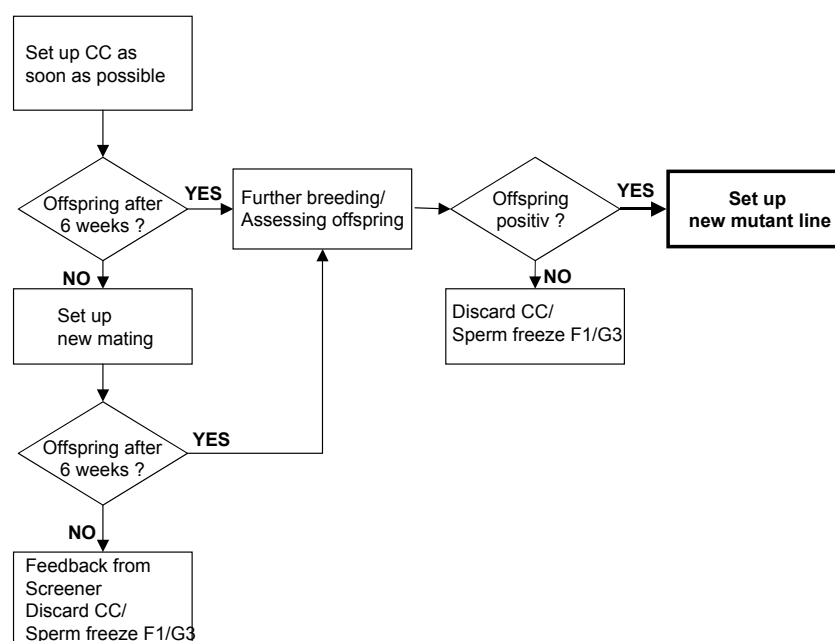 Set up CC as
soon as possible
Offspring after
6 weeks ?
YES
Further breeding/
Assessing offspring
Offspring
positiv ?
YES
Set up
new mutant line
NO
Set up
new mating
NO
Discard CC/
Sperm freeze F1/G3
Offspring after
6 weeks ?
YES
NO
Feedback from
Screener
Discard CC/
Sperm freeze F1/G3